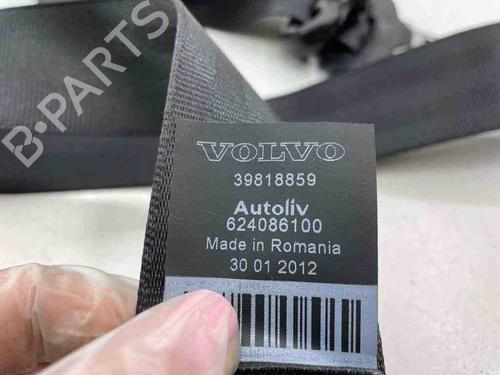 B-PARTS
VOLVO
39818859
Autoliv
624086100
Made in Romania
30 01 2012